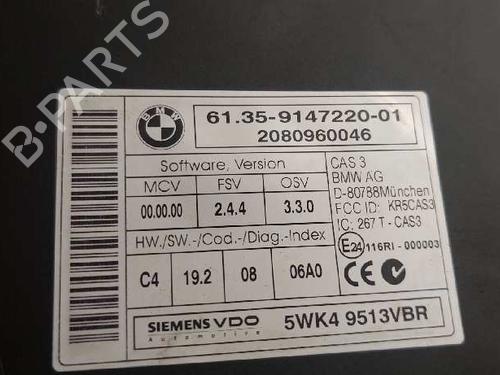 B-PARTS
BMW
61.35-9147220-01
2080960046
Software, Version
MCV FSV OSV
00.00.00 2.4.4 3.3.0
HW./SW.-/Cod.-/Diag.-Index
C4 19.2 08 06A0
CAS 3
BMW AG
D-80788München
FCC ID: KR5CAS3
IC: 267 T - CAS3
E24 116RI - 000003
CE
SIEMENS VDO
Automotive
5WK4 9513VBR